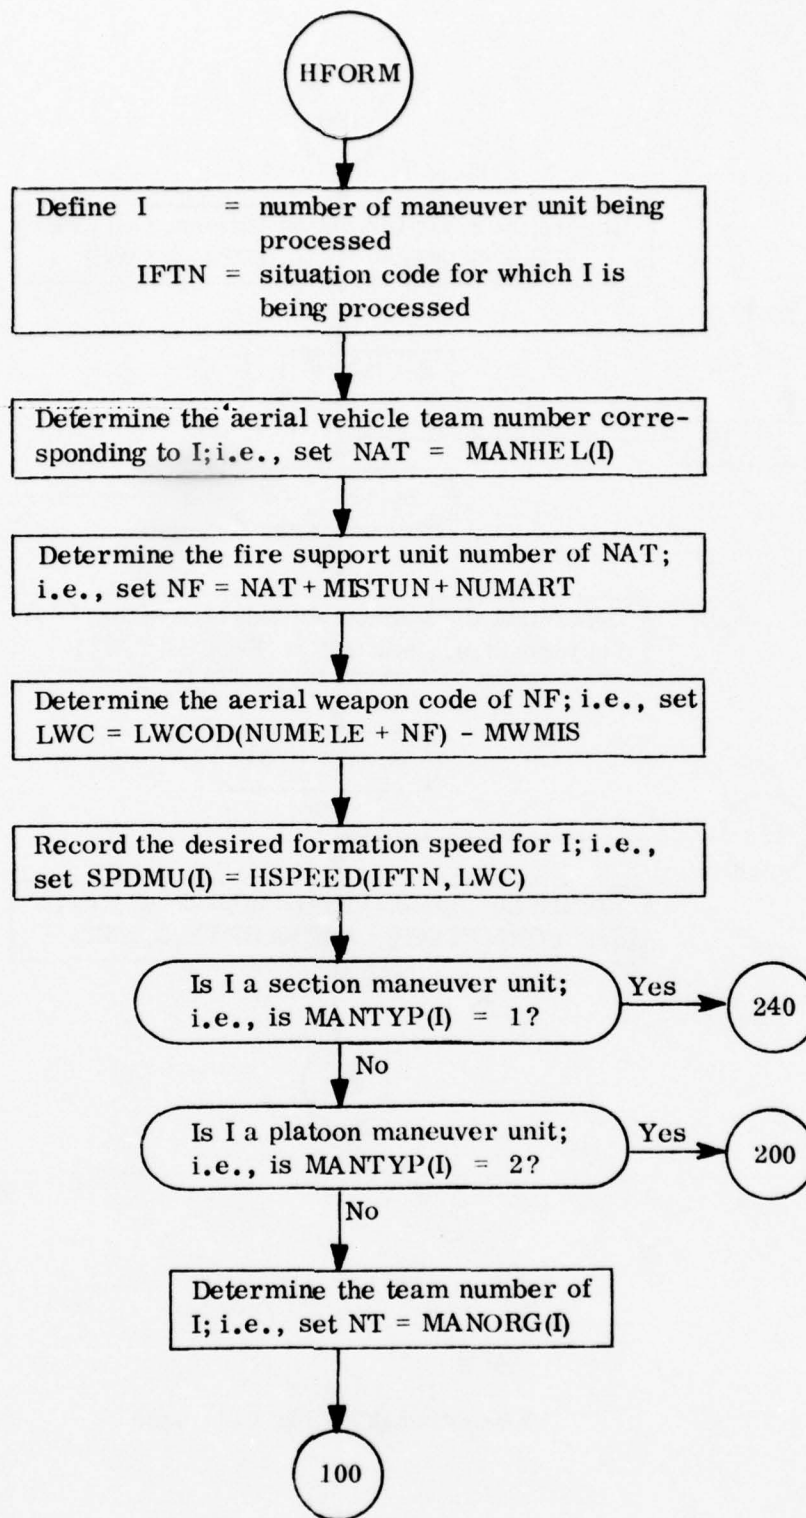 HFORM
Define I = number of maneuver unit being
processed
IFTN = situation code for which I is
being processed
Determine the aerial vehicle team number corre-
sponding to I; i.e., set NAT = MANHEL(I)
Determine the fire support unit number of NAT;
i.e., set NF = NAT + MISTUN + NUMART
Determine the aerial weapon code of NF; i.e., set
LWC = LWCOD(NUMELE + NF) - MWMIS
Record the desired formation speed for I; i.e.,
set SPDMU(I) = HSPEED(IFTN, LWC)
Is I a section maneuver unit;
i.e., is MANTYP(I) = 1?
Yes
240
No
Is I a platoon maneuver unit;
i.e., is MANTYP(I) = 2?
Yes
200
No
Determine the team number of
I; i.e., set NT = MANORG(I)
100